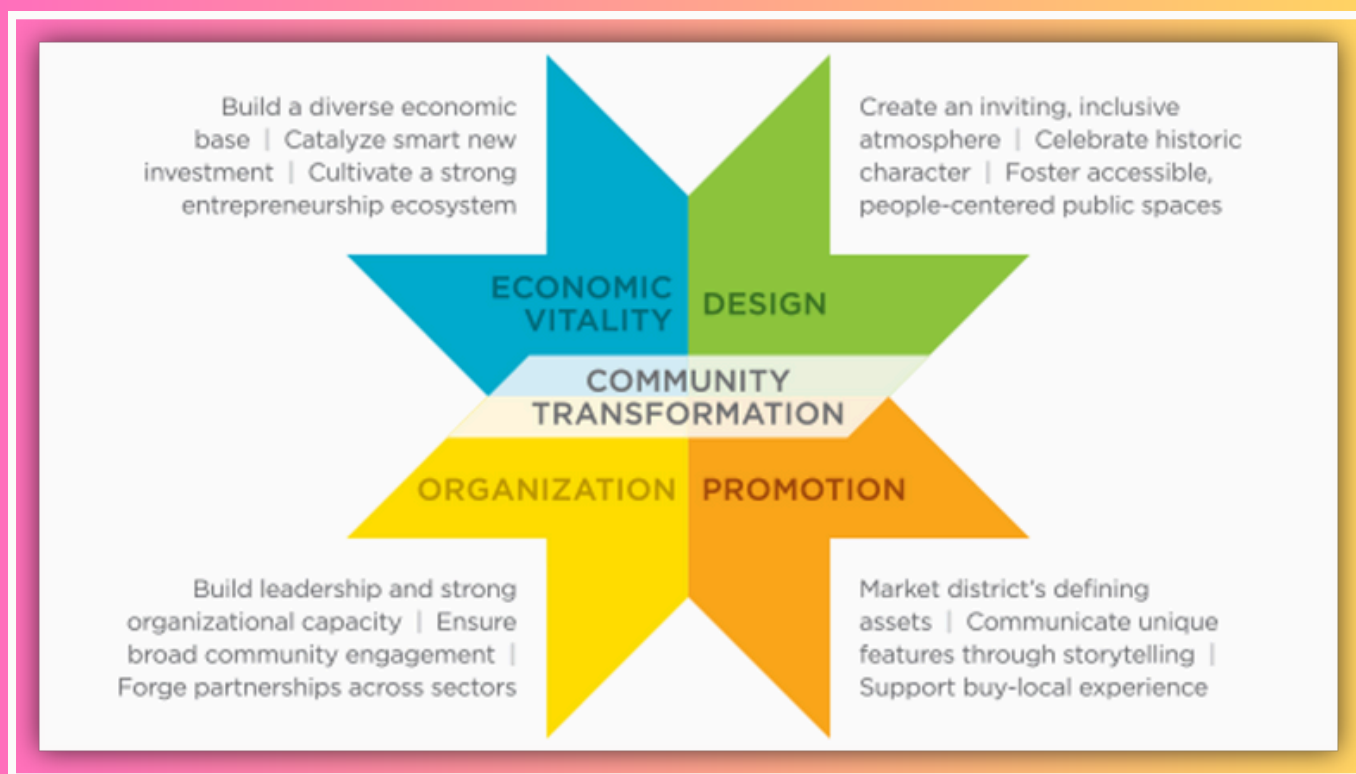 Build a diverse economic
base | Catalyze smart new
investment | Cultivate a strong
entrepreneurship ecosystem
Create an inviting, inclusive
atmosphere | Celebrate historic
character | Foster accessible,
people-centered public spaces
ECONOMIC
VITALITY
DESIGN
COMMUNITY
TRANSFORMATION
ORGANIZATION
PROMOTION
Build leadership and strong
organizational capacity | Ensure
broad community engagement |
Forge partnerships across sectors
Market district's defining
assets | Communicate unique
features through storytelling |
Support buy-local experience